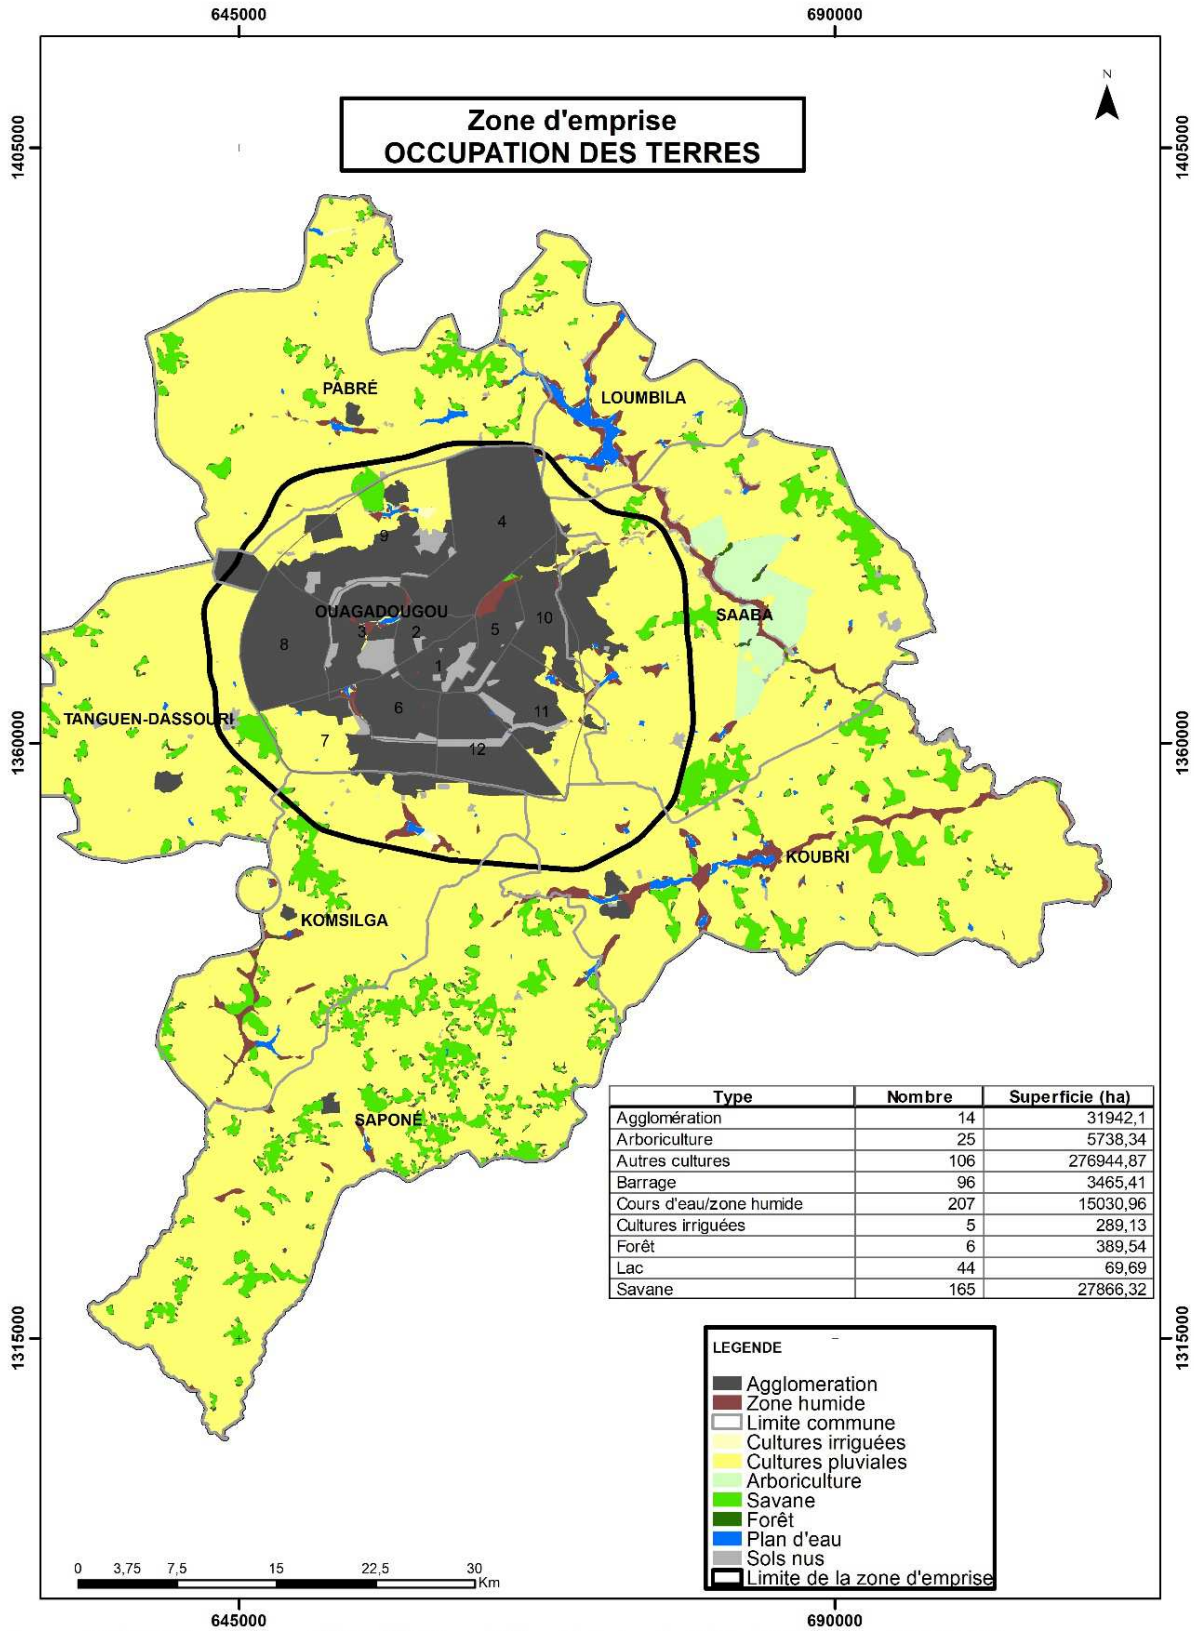 645000 690000
N
Zone d'emprise
OCCUPATION DES TERRES
1405000 1405000
PABRÉ
LOUMBILA
4
9
OUAGADOUGOU
SAABA
10
3 2 5
8
1
6
11
TANGUEN-DASSOURI
7
12
1360000 1360000
KOUBRI
KOMSILGA
SAPONÉ
Type Nombre Superficie (ha)
Agglomération 14 31942,1
Arboriculture 25 5738,34
Autres cultures 106 276944,87
Barrage 96 3465,41
Cours d'eau/zone humide 207 15030,96
Cultures irriguées 5 289,13
Forêt 6 389,54
Lac 44 69,69
Savane 165 27866,32
1315000 1315000
LEGENDE
Agglomeration
Zone humide
Limite commune
Cultures irriguées
Cultures pluviales
Arboriculture
Savane
Forêt
Plan d'eau
Sols nus
Limite de la zone d'emprise
0 3,75 7,5 15 22,5 30
Km
645000 690000